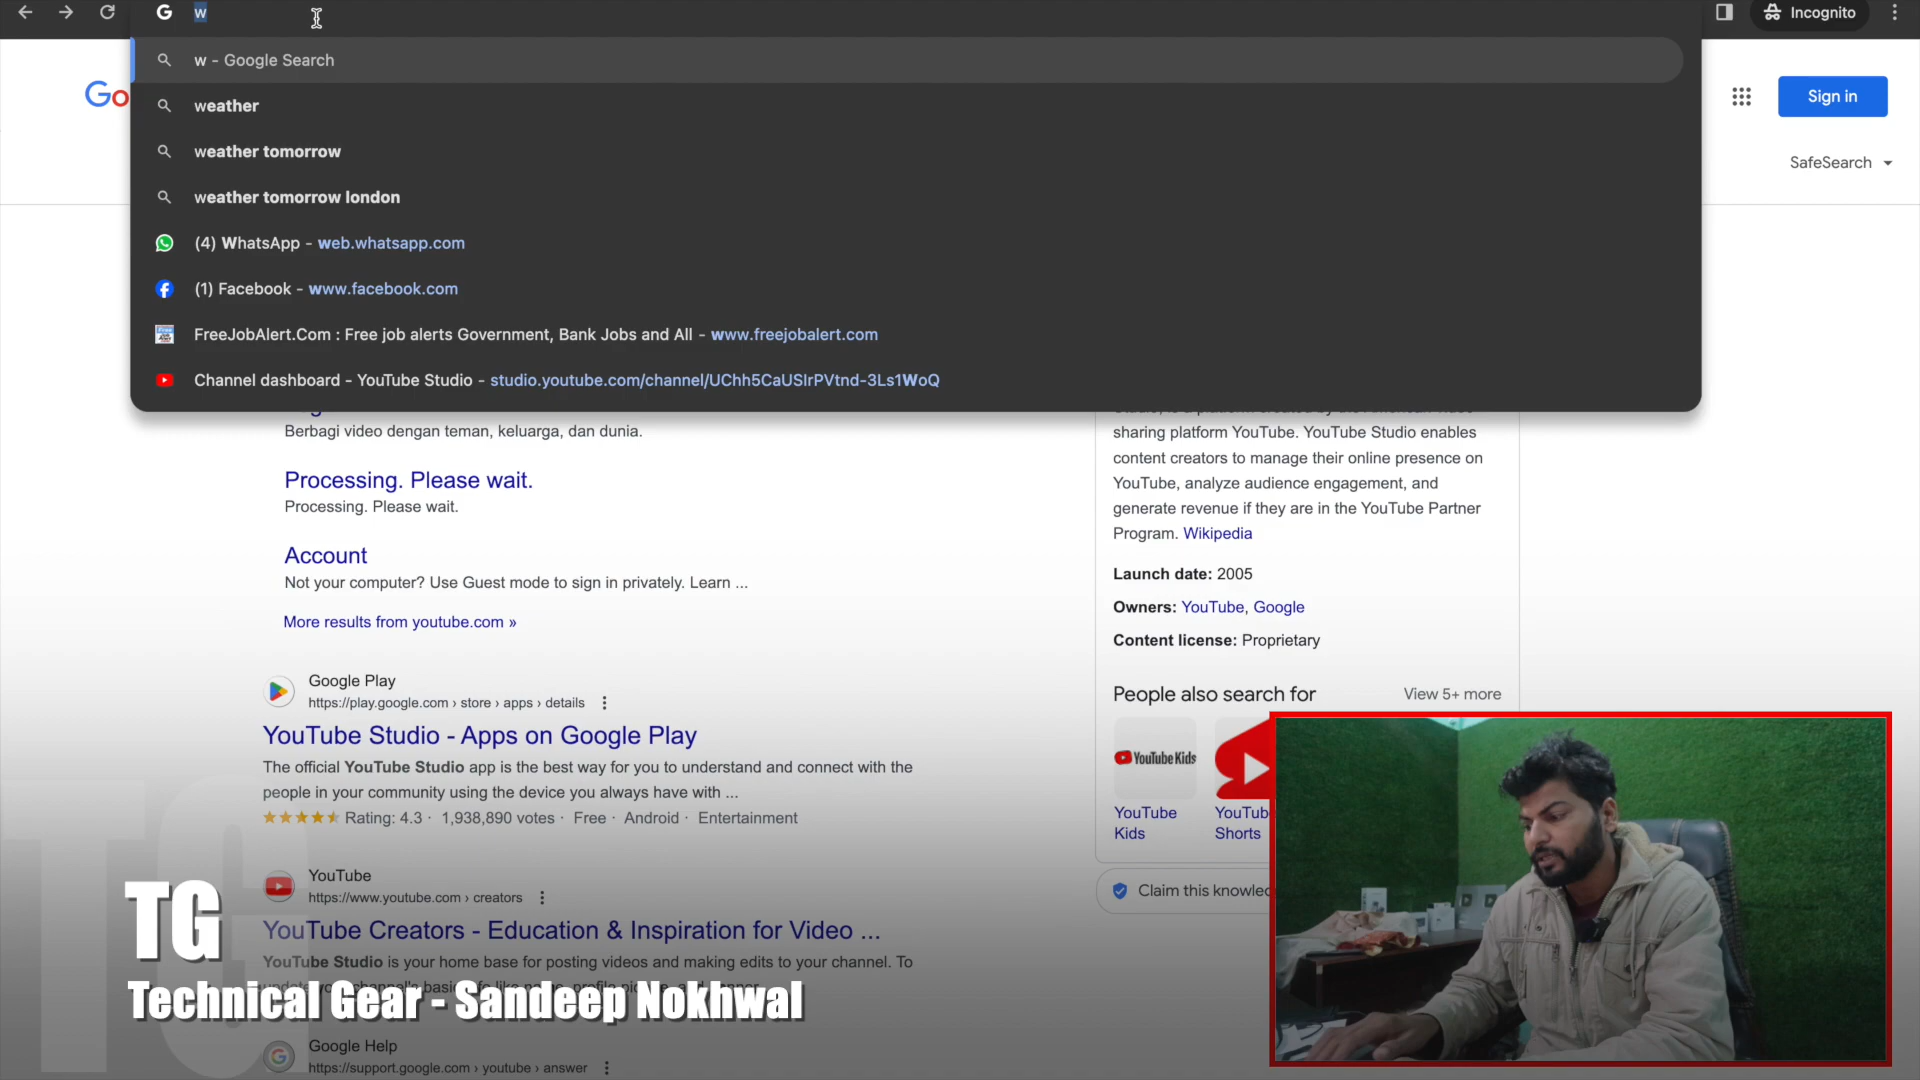 w
Incognito
w - Google Search
weather
weather tomorrow
weather tomorrow london
(4) WhatsApp - web.whatsapp.com
(1) Facebook - www.facebook.com
FreeJobAlert.Com : Free job alerts Government, Bank Jobs and All - www.freejobalert.com
Channel dashboard - YouTube Studio - studio.youtube.com/channel/UChh5CaUSIrPVtnd-3Ls1WoQ
Go
Sign in
SafeSearch
Berbagi video dengan teman, keluarga, dan dunia.
Processing. Please wait.
Processing. Please wait.
Account
Not your computer? Use Guest mode to sign in privately. Learn ...
More results from youtube.com »
Google Play
https://play.google.com › store › apps › details
YouTube Studio - Apps on Google Play
The official YouTube Studio app is the best way for you to understand and connect with the
people in your community using the device you always have with ...
Rating: 4.3 · 1,938,890 votes · Free · Android · Entertainment
YouTube
https://www.youtube.com › creators
YouTube Creators - Education & Inspiration for Video ...
YouTube Studio is your home base for posting videos and making edits to your channel. To
Google Help
https://support.google.com › youtube › answer
sharing platform YouTube. YouTube Studio enables
content creators to manage their online presence on
YouTube, analyze audience engagement, and
generate revenue if they are in the YouTube Partner
Program. Wikipedia
Launch date: 2005
Owners: YouTube, Google
Content license: Proprietary
People also search for
View 5+ more
YouTube Kids
YouTube
Kids
YouTub
Shorts
Claim this knowled
TG
TG
Technical Gear - Sandeep Nokhwal